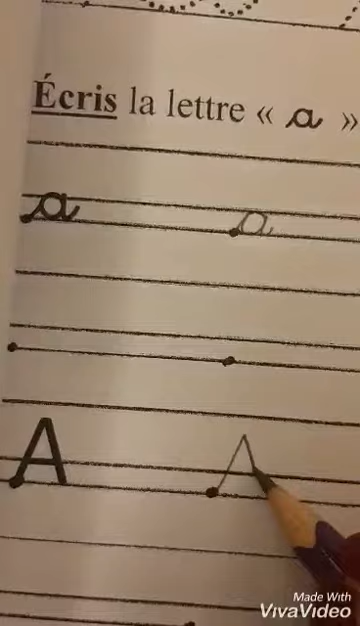 Écris la lettre « a »
a a
A
Made With
VivaVideo